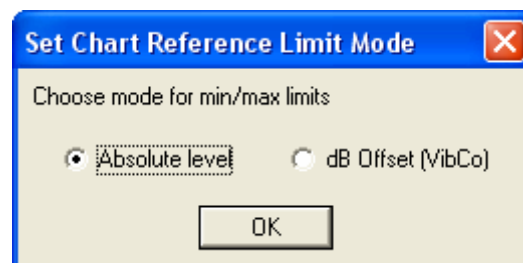 Set Chart Reference Limit Mode
Choose mode for min/max limits
Absolute level dB Offset (VibCo)
OK